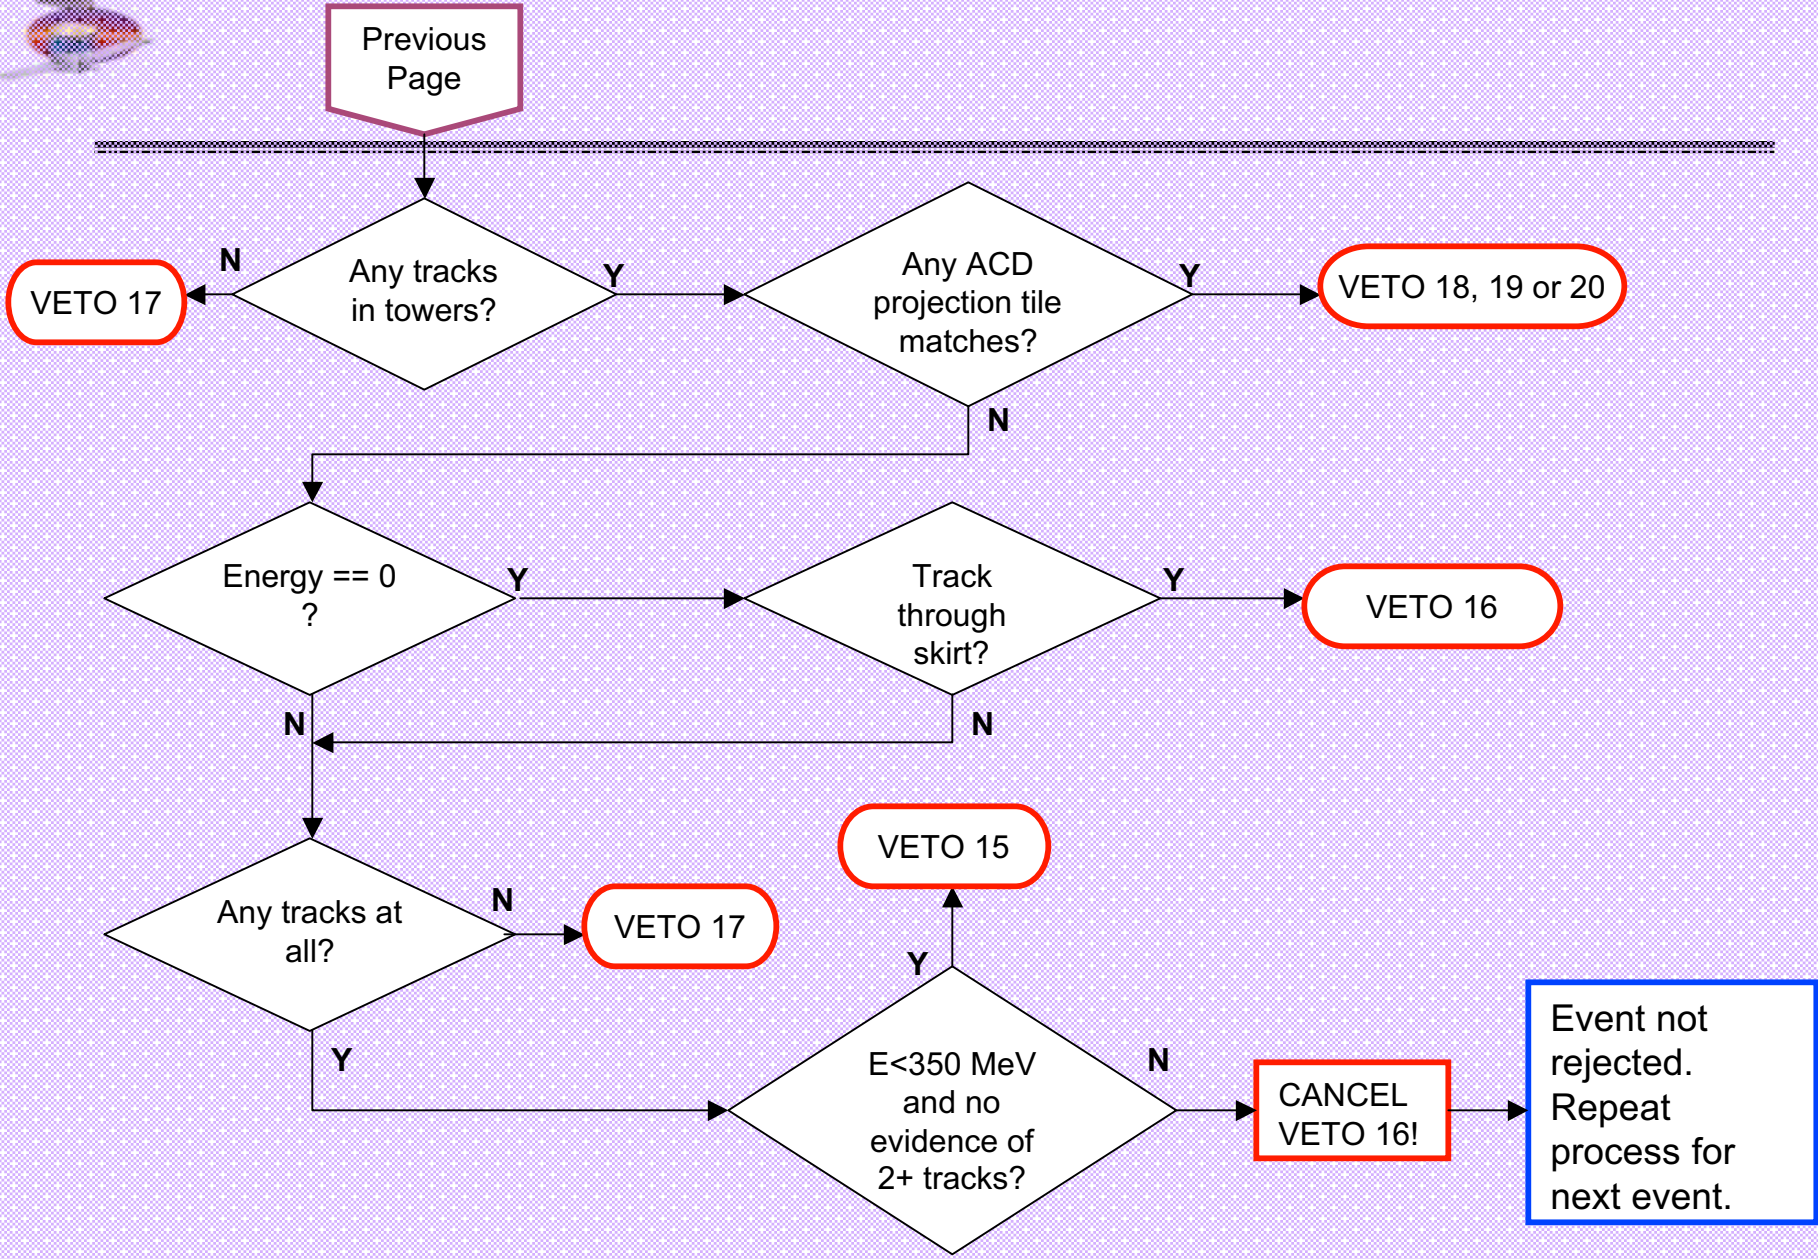 Previous
Page
N
Y
Y
Any tracks
in towers?
Any ACD
projection tile
matches?
VETO 17
VETO 18, 19 or 20
N
Energy == 0
?
Y
Track
through
skirt?
Y
VETO 16
N
N
VETO 15
Any tracks at
all?
N
VETO 17
Y
Y
E<350 MeV
and no
evidence of
2+ tracks?
N
CANCEL
VETO 16!
Event not
rejected.
Repeat
process for
next event.